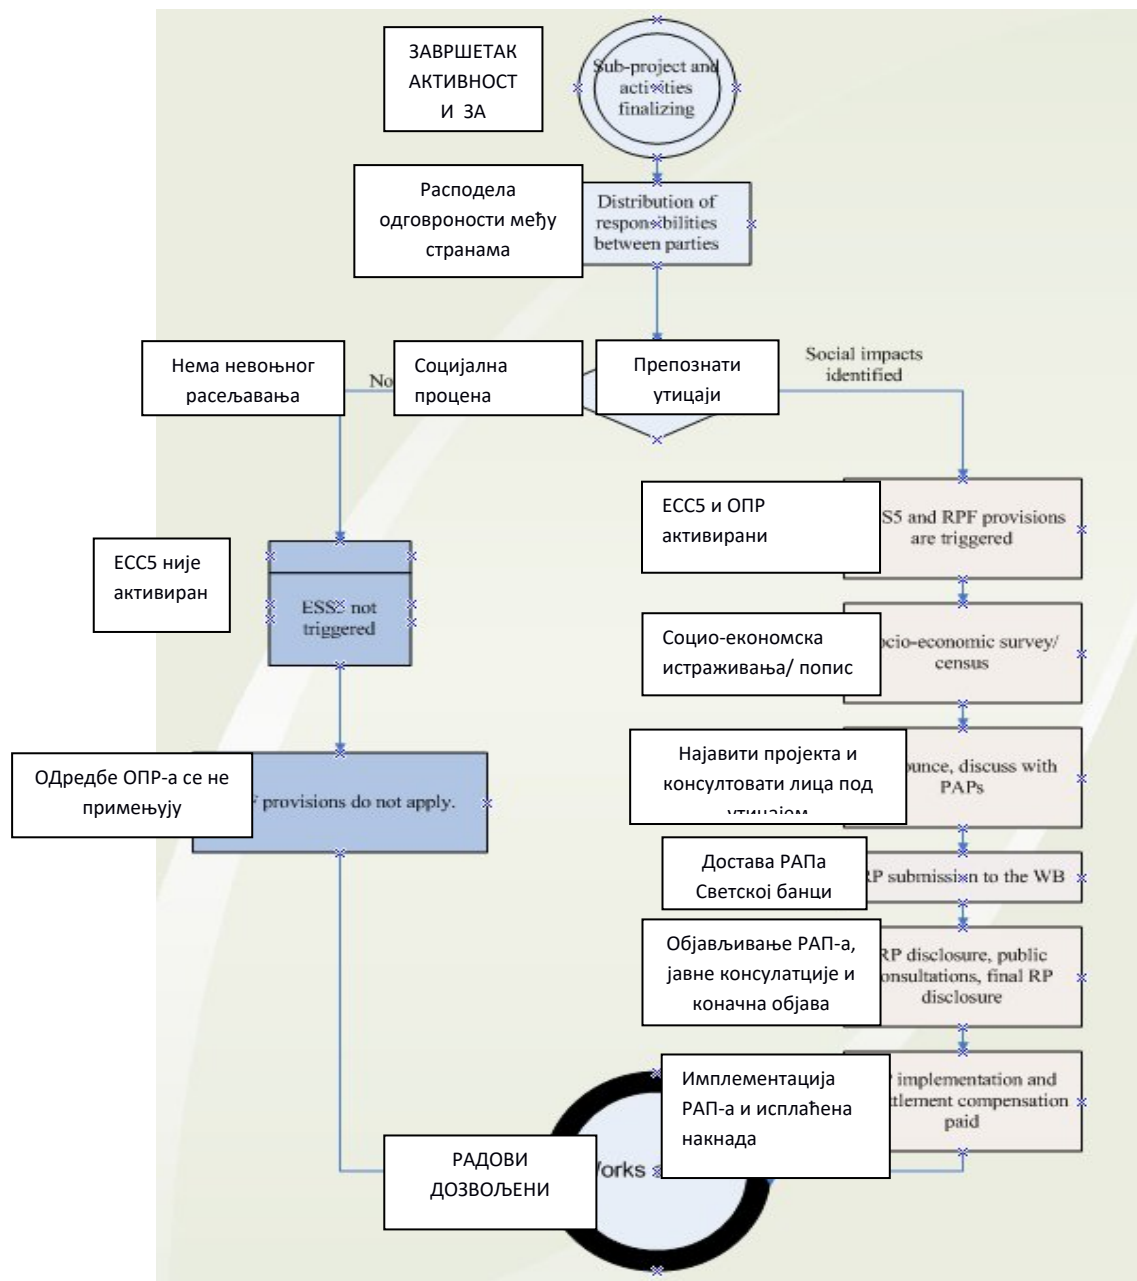 ЗАВРШЕТАК
АКТИВНОСТ
И ЗА
Sub-project and
activities
finalizing
Расподела
одговроности међу
странама
Distribution of
responsibilities
between parties
Нема невољног
расељавања
No
Социјална
процена
Препознати
утицаји
Social impacts
identified
ЕСС5 и ОПР
активирани
S5 and RPF provisions
are triggered
ЕСС5 није
активиран
ESS5 not
triggered
Социо-економска
истраживања/ попис
cio-economic survey/
census
Најавити пројекта и
консултовати лица под
утицајем
ounce, discuss with
PAPs
ОДредбе ОПР-а се не
примењују
F provisions do not apply.
Достава РАПа
Светској банци
RP submission to the WB
Објављивање РАП-а,
јавне консулатције и
коначна објава
RP disclosure, public
onsultations, final RP
disclosure
Имплементација
РАП-а и исплаћена
накнада
P implementation and
ttlement compensation
paid
РАДОВИ
ДОЗВОЉЕНИ
Works